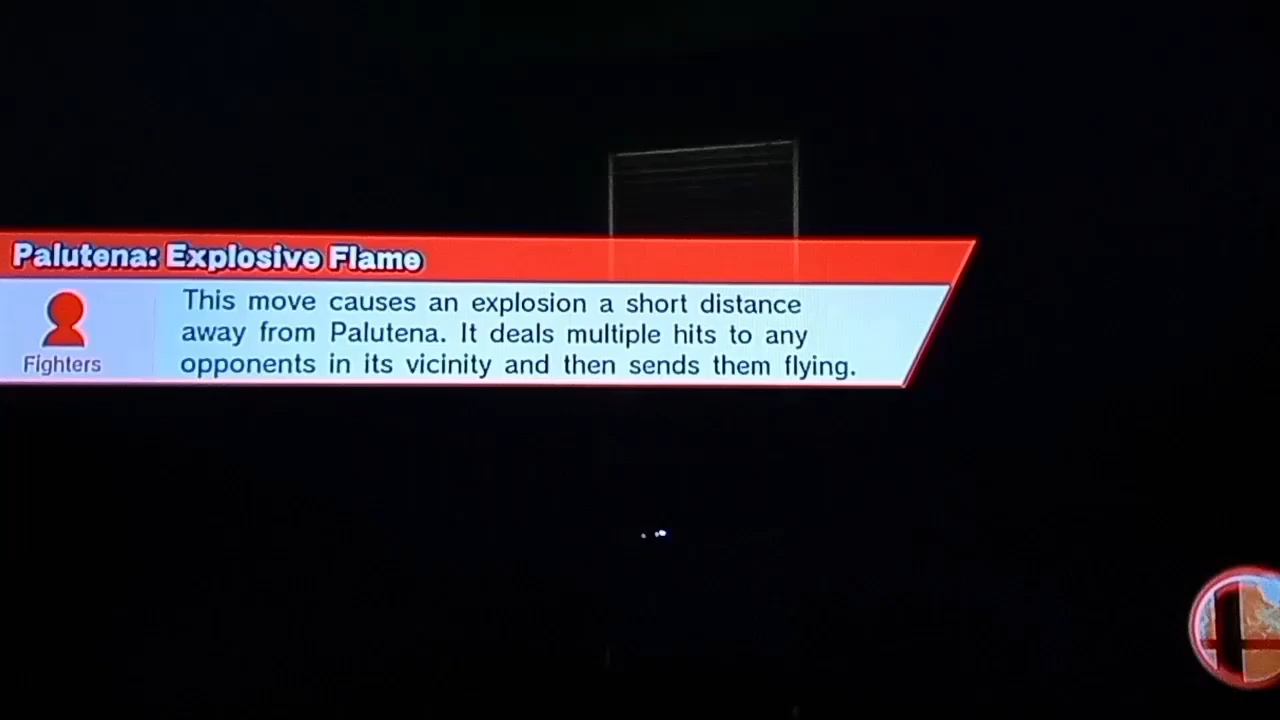 Palutena: Explosive Flame
Fighters
This move causes an explosion a short distance
away from Palutena. It deals multiple hits to any
opponents in its vicinity and then sends them flying.